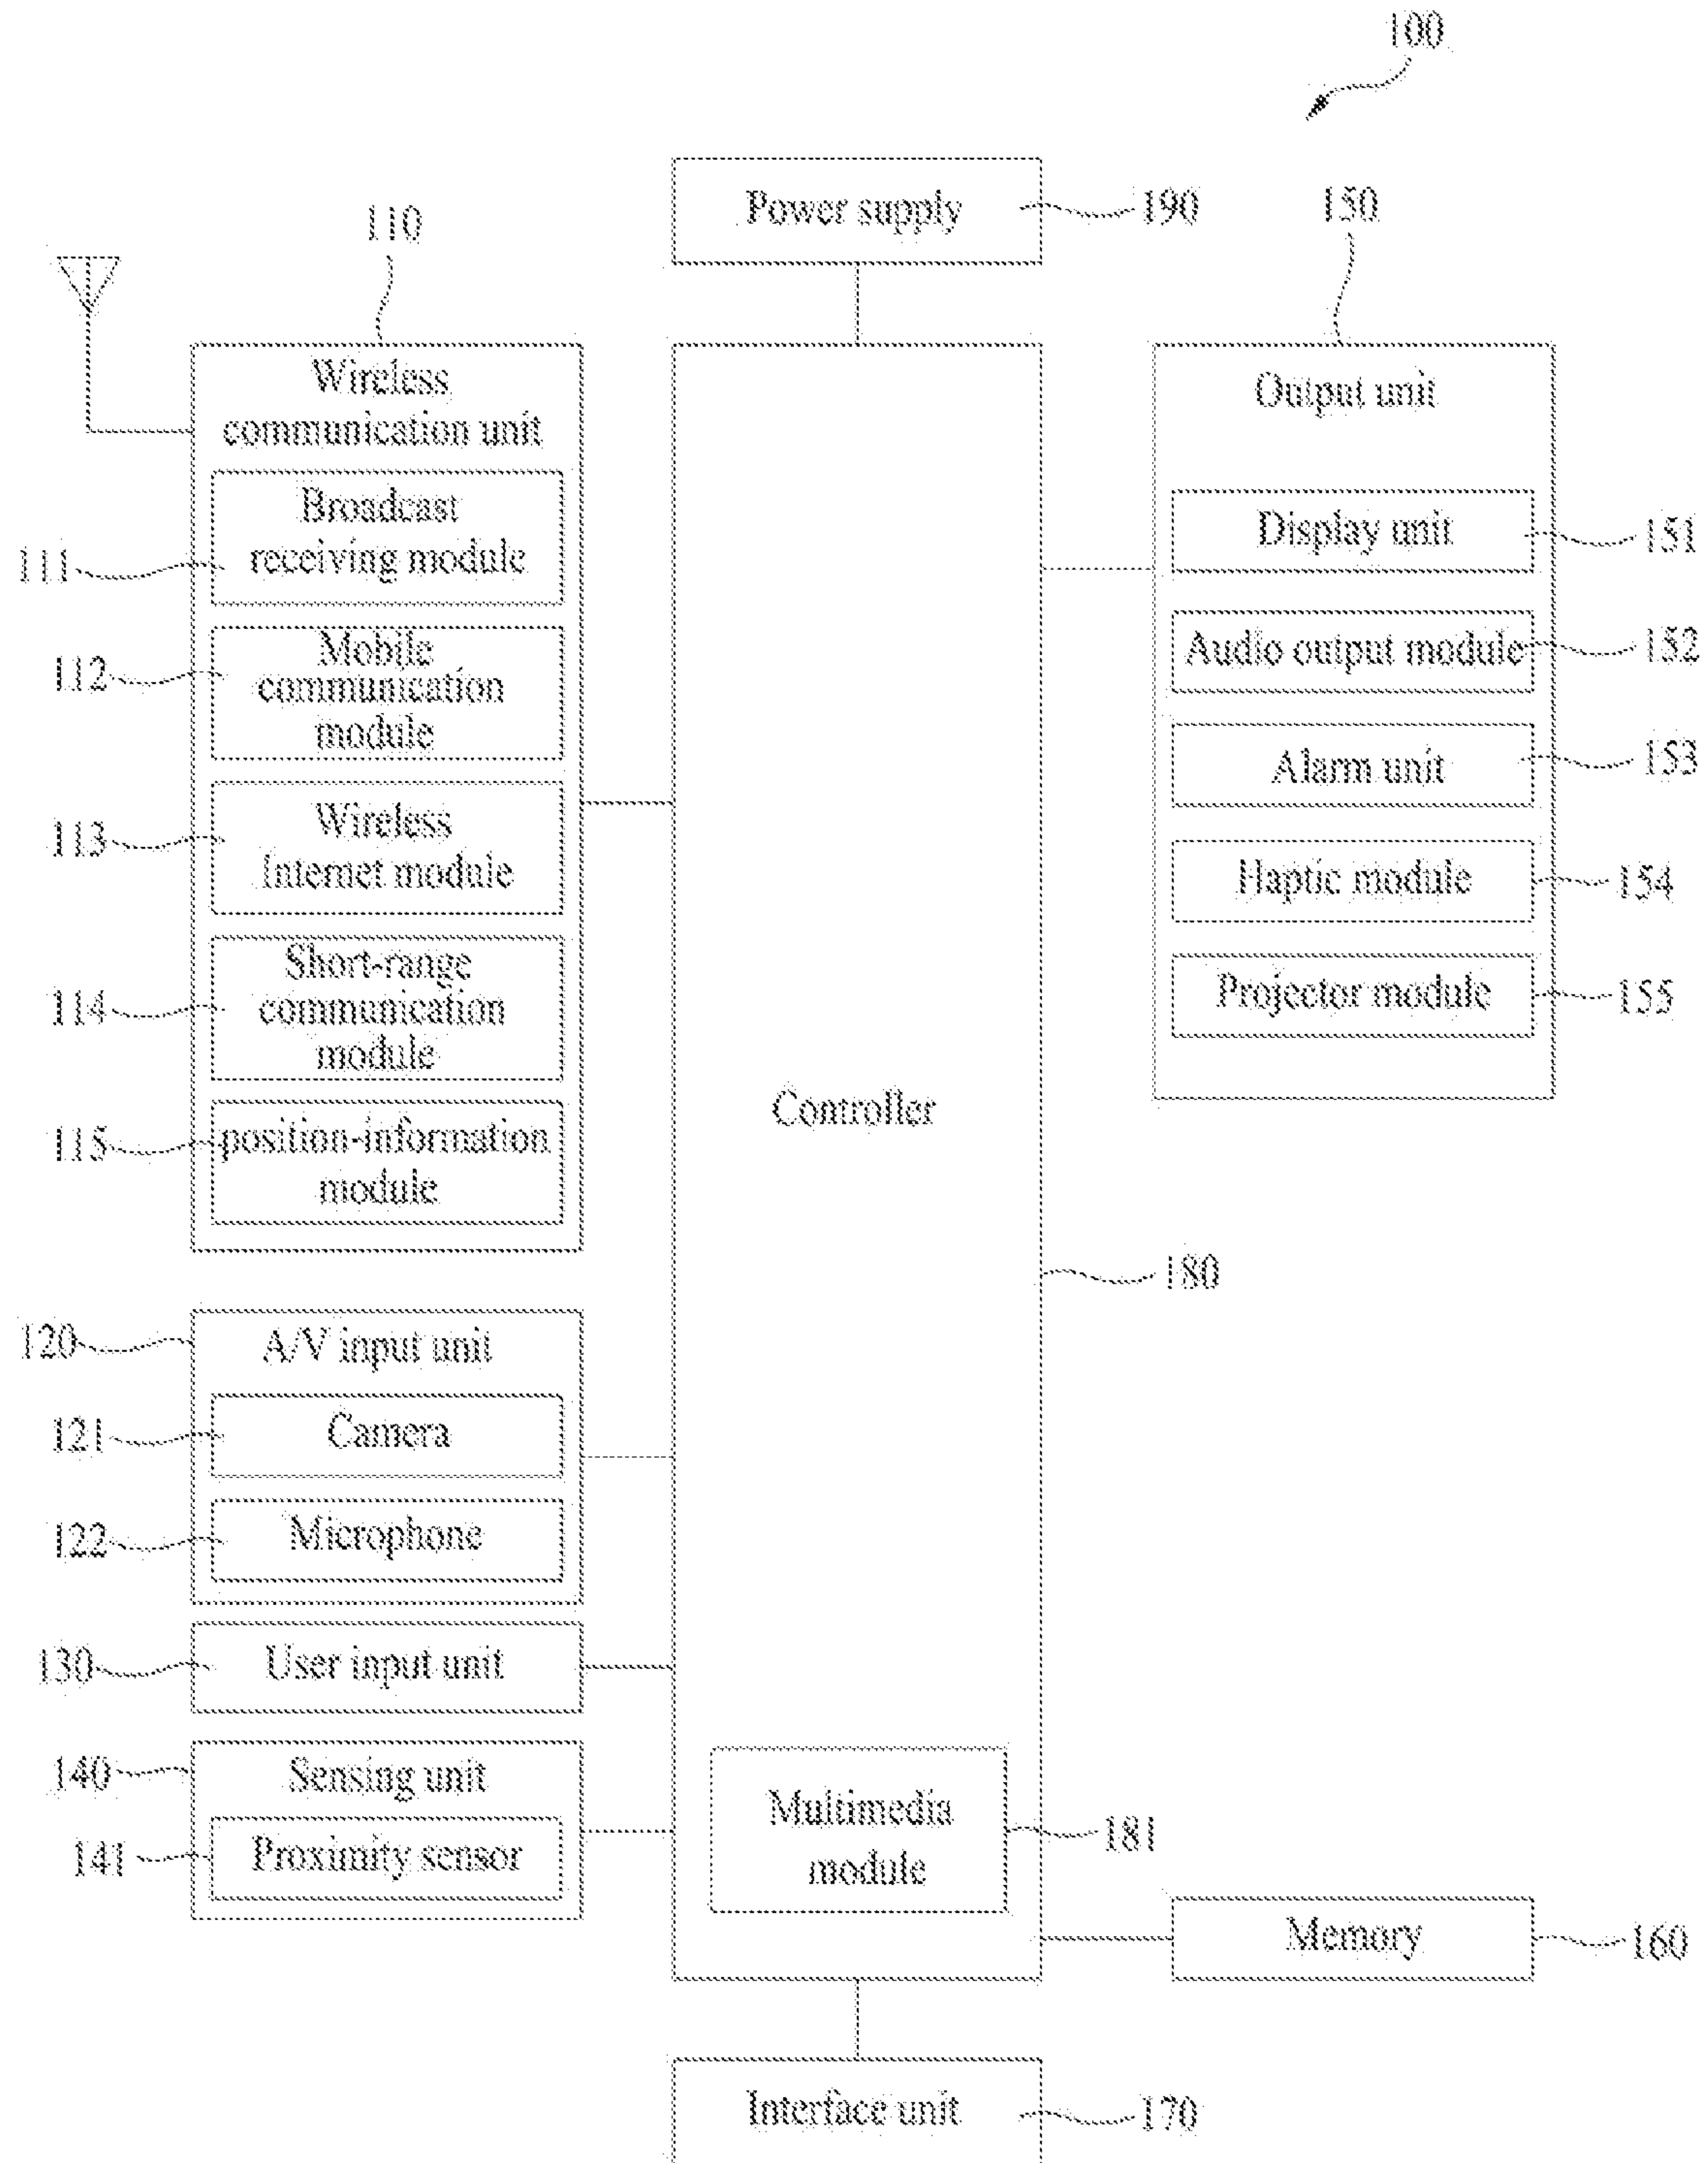 100
Power supply
190
150
110
Wireless
communication unit
Broadcast
receiving module
111
Mobile
communication
module
112
Wireless
Internet module
113
Short-range
communication
module
114
position-information
module
115
Output unit
Display unit
151
Audio output module
152
Alarm unit
153
Haptic module
154
Projector module
155
Controller
180
120
A/V input unit
121
Camera
122
Microphone
130
User input unit
140
Sensing unit
141
Proximity sensor
Multimedia
module
181
Memory
160
Interface unit
170